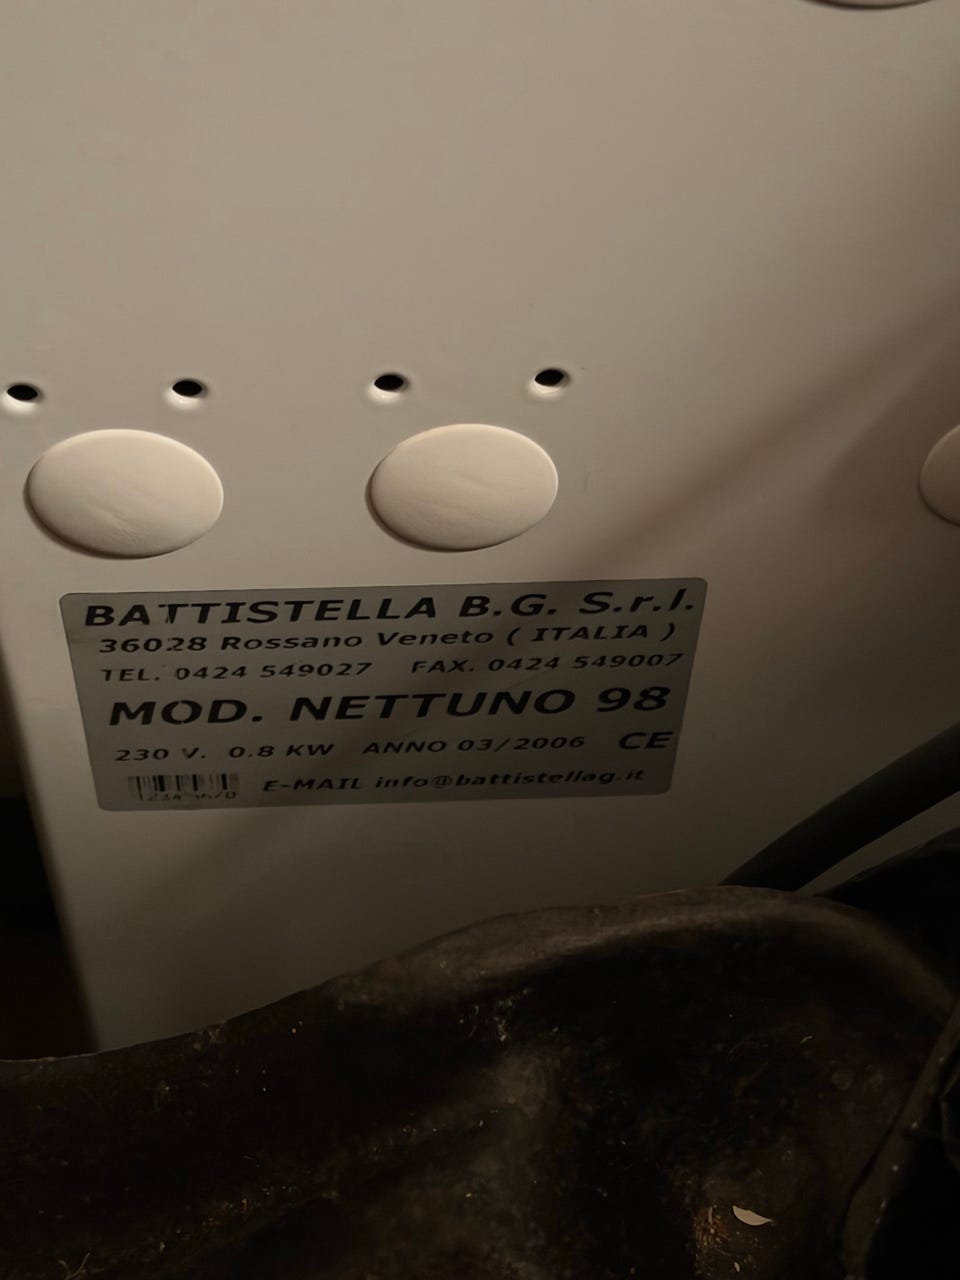 BATTISTELLA B.G. S.r.l.
36028 Rossano Veneto ( ITALIA )
TEL. 0424 549027 FAX. 0424 549007
MOD. NETTUNO 98
230 V. 0.8 KW ANNO 03/2006 CE
E-MAIL info@battistellag.it